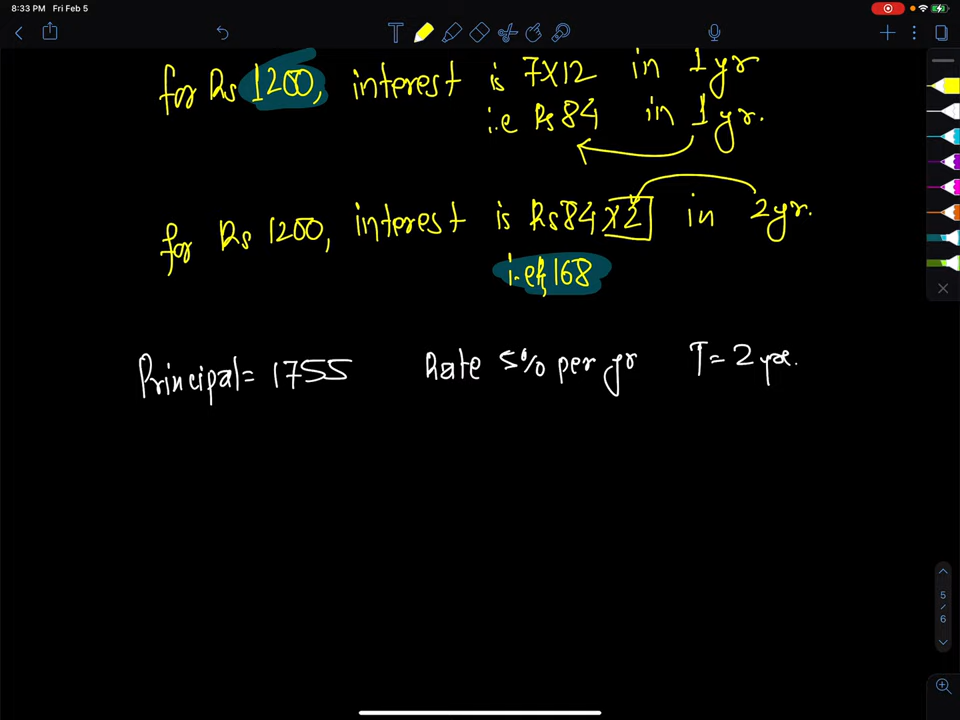 8:33 PM Fri Feb 5
for Rs 1200, interest is 7X12 in 1 yr
i.e Rs 84 in 1 yr.
for Rs 1200, interest is Rs 84 x2 in 2 yr.
168
Principal = 1755 Rate 5% per yr T = 2 yr.
5
/
6